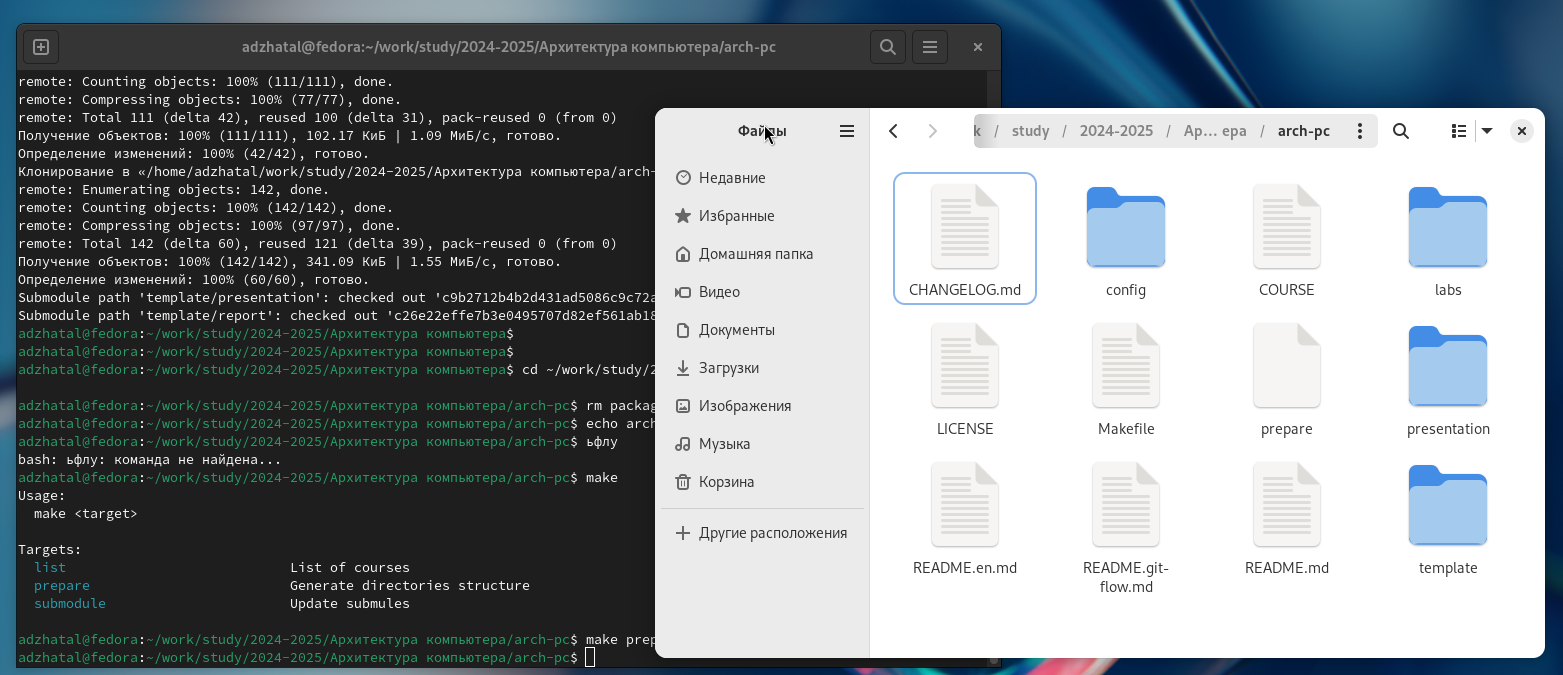 adzhatal@fedora:~/work/study/2024-2025/Архитектура компьютера/arch-pc
remote: Counting objects: 100% (111/111), done.
remote: Compressing objects: 100% (77/77), done.
remote: Total 111 (delta 42), reused 100 (delta 31), pack-reused 0 (from 0)
Получение объектов: 100% (111/111), 102.17 КиБ | 1.09 МиБ/с, готово.
Определение изменений: 100% (42/42), готово.
Клонирование в «/home/adzhatal/work/study/2024-2025/Архитектура компьютера/arch-
remote: Enumerating objects: 142, done.
remote: Counting objects: 100% (142/142), done.
remote: Compressing objects: 100% (97/97), done.
remote: Total 142 (delta 60), reused 121 (delta 39), pack-reused 0 (from 0)
Получение объектов: 100% (142/142), 341.09 КиБ | 1.55 МиБ/с, готово.
Определение изменений: 100% (60/60), готово.
Submodule path 'template/presentation': checked out 'c9b2712b4b2d431ad5086c9c72a
Submodule path 'template/report': checked out 'c26e22effe7b3e0495707d82ef561ab18
adzhatal@fedora:~/work/study/2024-2025/Архитектура компьютера$
adzhatal@fedora:~/work/study/2024-2025/Архитектура компьютера$
adzhatal@fedora:~/work/study/2024-2025/Архитектура компьютера$ cd ~/work/study/2
adzhatal@fedora:~/work/study/2024-2025/Архитектура компьютера/arch-pc$ rm packag
adzhatal@fedora:~/work/study/2024-2025/Архитектура компьютера/arch-pc$ echo arch
adzhatal@fedora:~/work/study/2024-2025/Архитектура компьютера/arch-pc$ ьфлу
bash: ьфлу: команда не найдена...
adzhatal@fedora:~/work/study/2024-2025/Архитектура компьютера/arch-pc$ make
Usage:
make <target>
Targets:
list List of courses
prepare Generate directories structure
submodule Update submules
adzhatal@fedora:~/work/study/2024-2025/Архитектура компьютера/arch-pc$ make prep
adzhatal@fedora:~/work/study/2024-2025/Архитектура компьютера/arch-pc$
Файлы
Недавние
Избранные
Домашняя папка
Видео
Документы
Загрузки
Изображения
Музыка
Корзина
Другие расположения
k / study / 2024-2025 / Ap… ера / arch-pc
CHANGELOG.md
config
COURSE
labs
LICENSE
Makefile
prepare
presentation
README.en.md
README.git-
flow.md
README.md
template